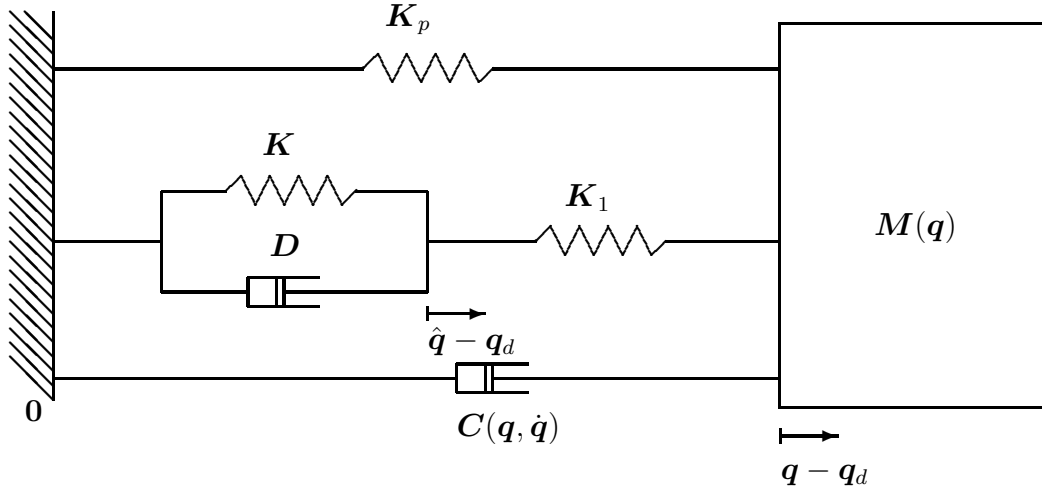 K_p
K
K_1
M(q)
D
q̂ − q_d
0
C(q, q̇)
q − q_d